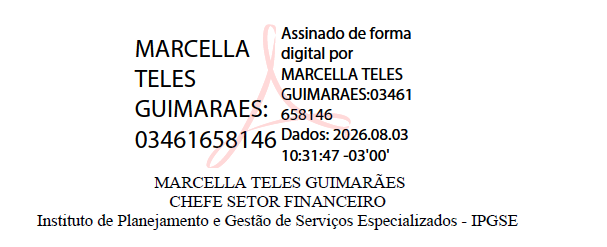 MARCELLA
TELES
GUIMARAES:
03461658146
Assinado de forma
digital por
MARCELLA TELES
GUIMARAES:03461
658146
Dados: 2026.08.03
10:31:47 -03'00'
MARCELLA TELES GUIMARÃES
CHEFE SETOR FINANCEIRO
Instituto de Planejamento e Gestão de Serviços Especializados - IPGSE